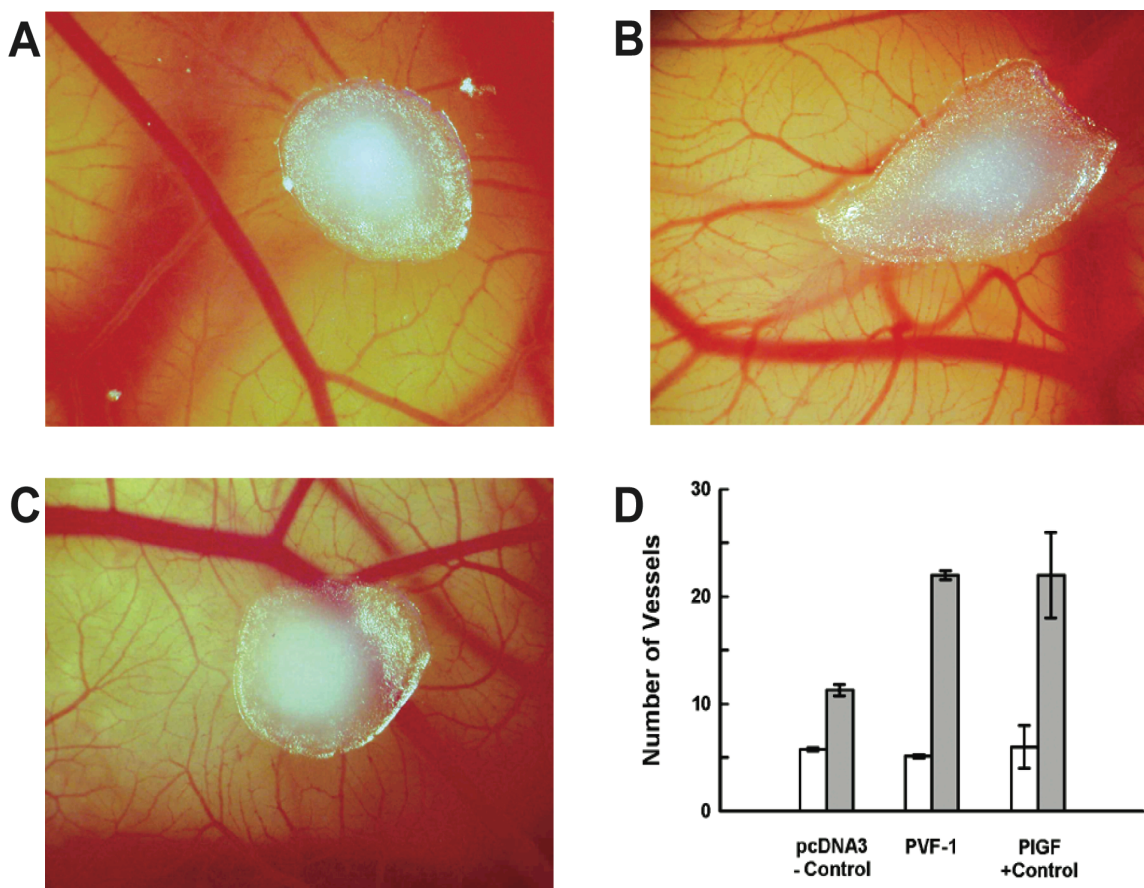 A
B
C
D
Number of Vessels
30
20
10
0
pcDNA3
- Control
PVF-1
PlGF
+Control